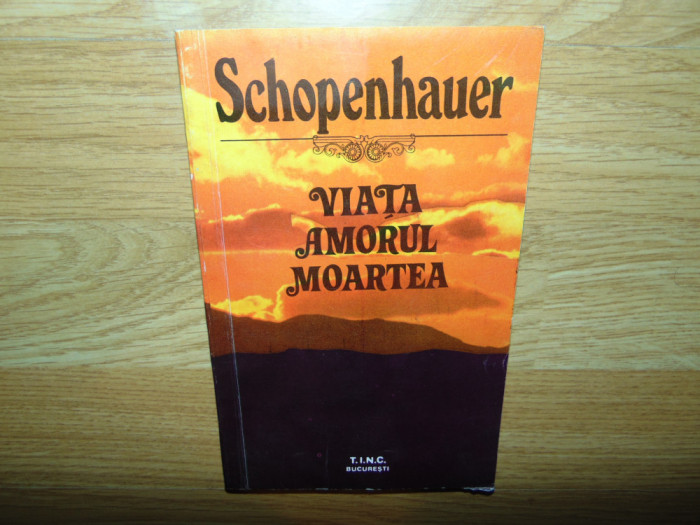 Schopenhauer
VIAȚA
AMORUL
MOARTEA
T.I.N.C.
BUCUREȘTI